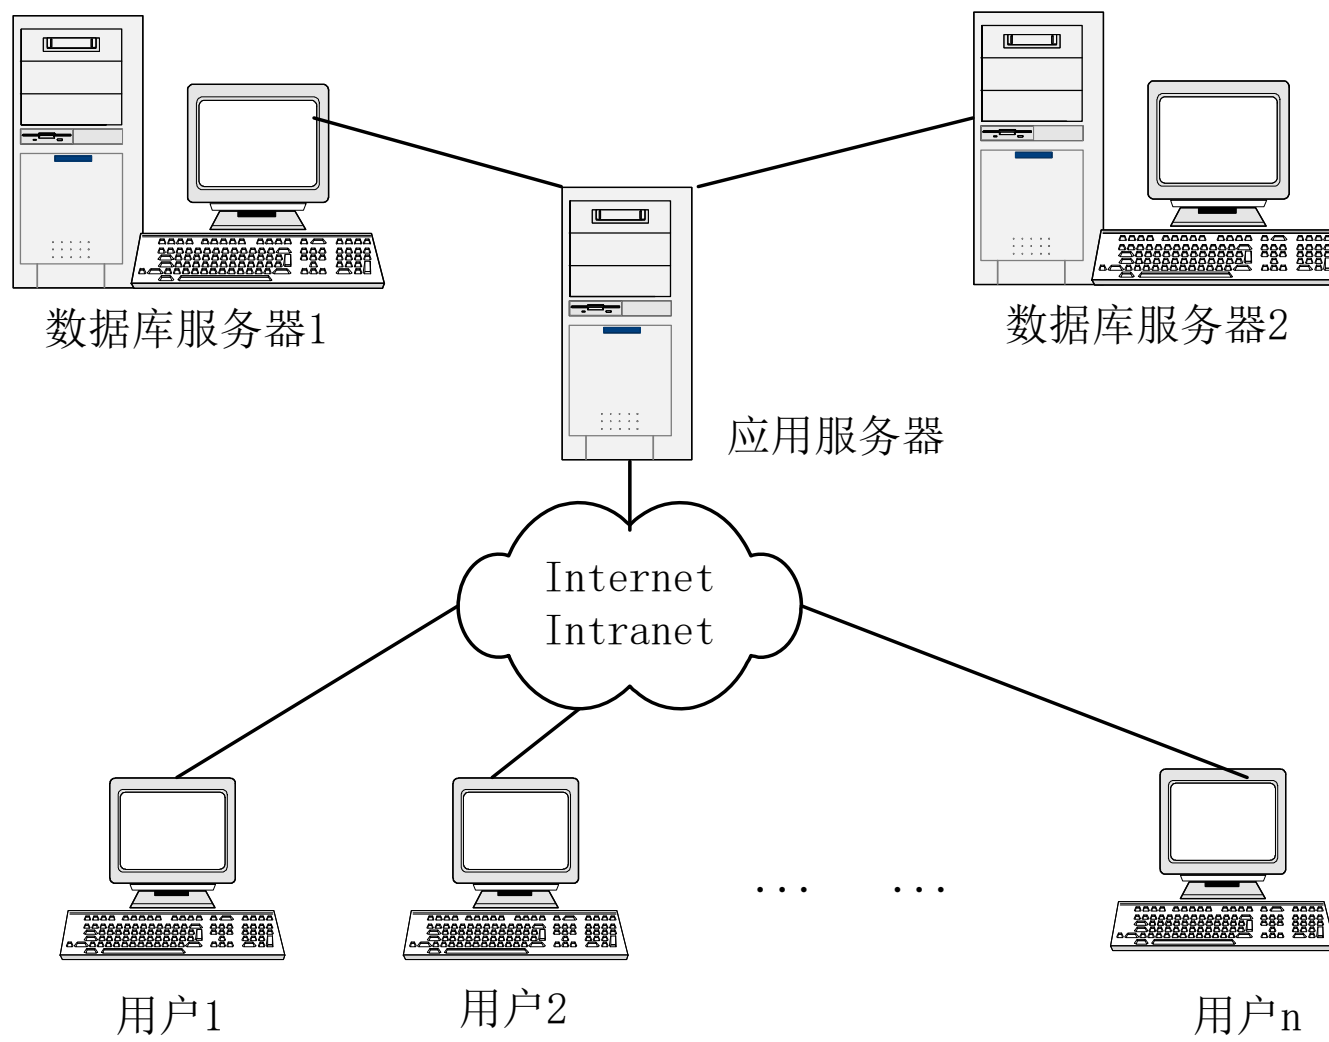 数据库服务器1
数据库服务器2
应用服务器
Internet
Intranet
... ...
用户1
用户2
用户n